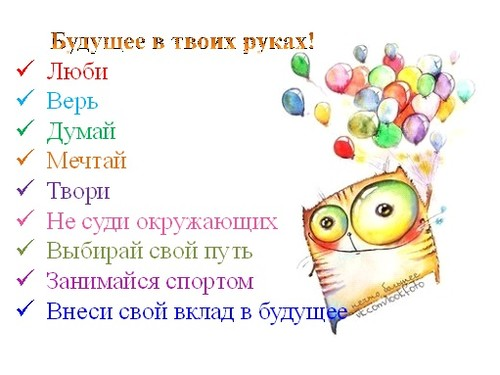 Будущее в твоих руках!
✓ Люби
✓ Верь
✓ Думай
✓ Мечтай
✓ Твори
✓ Не суди окружающих
✓ Выбирай свой путь
✓ Занимайся спортом
✓ Внеси свой вклад в будущее